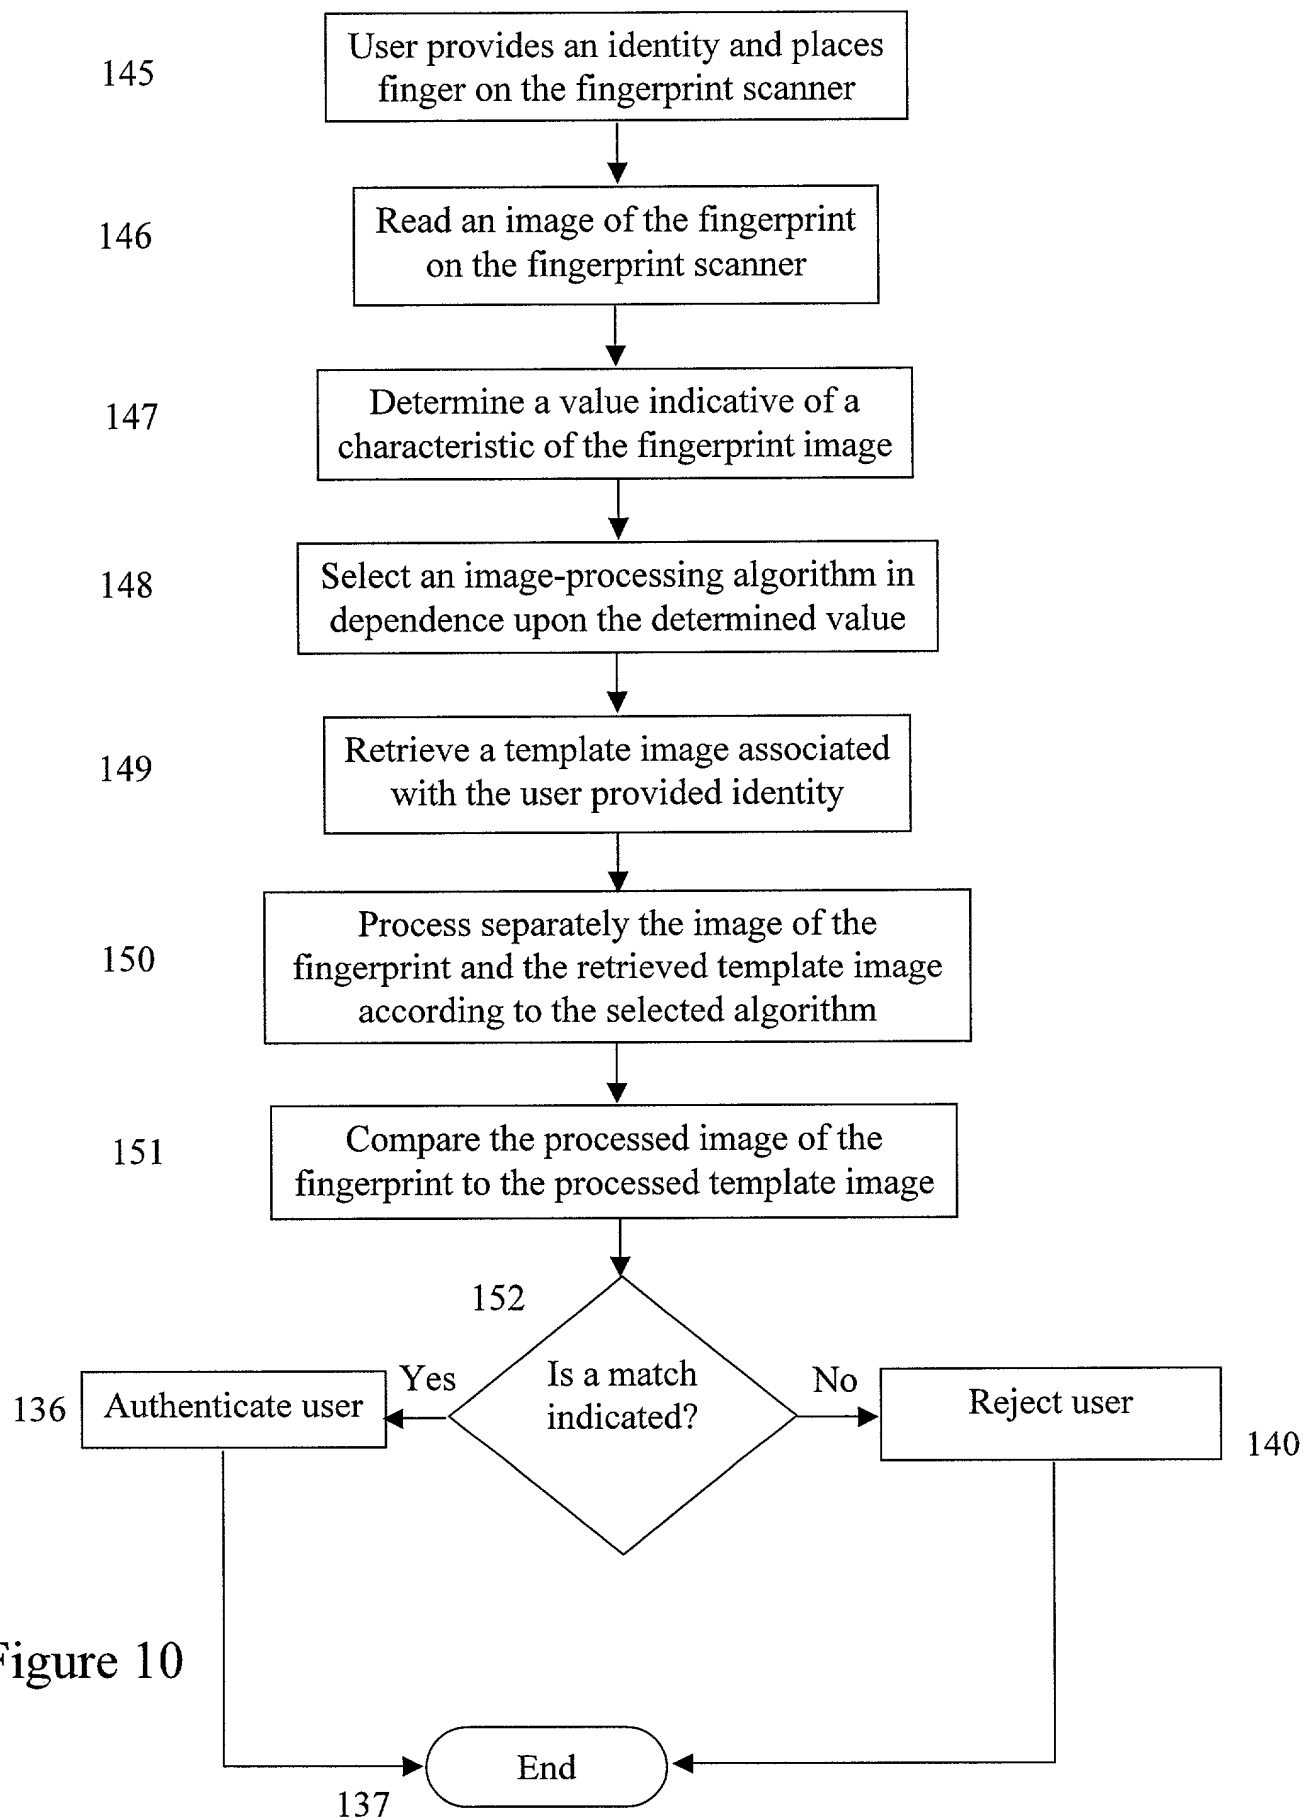 145
User provides an identity and places
finger on the fingerprint scanner
146
Read an image of the fingerprint
on the fingerprint scanner
147
Determine a value indicative of a
characteristic of the fingerprint image
148
Select an image-processing algorithm in
dependence upon the determined value
149
Retrieve a template image associated
with the user provided identity
150
Process separately the image of the
fingerprint and the retrieved template image
according to the selected algorithm
151
Compare the processed image of the
fingerprint to the processed template image
152
Is a match
indicated?
Yes
No
136
Authenticate user
Reject user
140
Figure 10
End
137